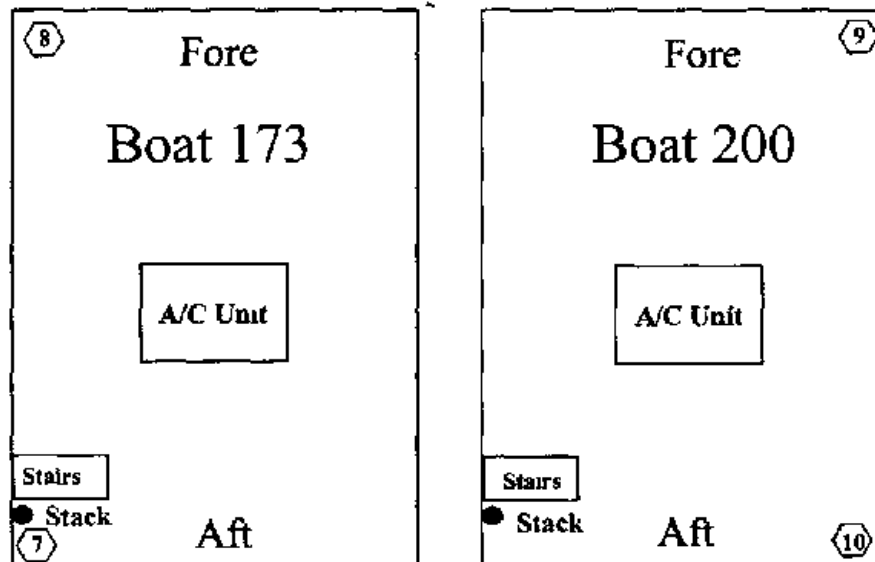 8
Fore
Boat 173
A/C Unit
Stairs
Stack
7
Aft
9
Fore
Boat 200
A/C Unit
Stairs
Stack
Aft
10